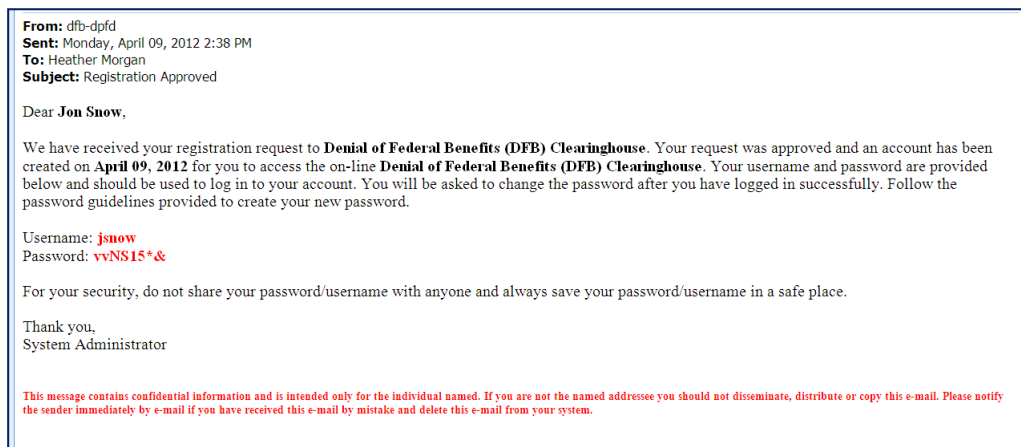 From: dfb-dpfd
Sent: Monday, April 09, 2012 2:38 PM
To: Heather Morgan
Subject: Registration Approved
Dear Jon Snow,
We have received your registration request to Denial of Federal Benefits (DFB) Clearinghouse. Your request was approved and an account has been
created on April 09, 2012 for you to access the on-line Denial of Federal Benefits (DFB) Clearinghouse. Your username and password are provided
below and should be used to log in to your account. You will be asked to change the password after you have logged in successfully. Follow the
password guidelines provided to create your new password.
Username: jsnow
Password: vvNS15*&
For your security, do not share your password/username with anyone and always save your password/username in a safe place.
Thank you,
System Administrator
This message contains confidential information and is intended only for the individual named. If you are not the named addressee you should not disseminate, distribute or copy this e-mail. Please notify
the sender immediately by e-mail if you have received this e-mail by mistake and delete this e-mail from your system.